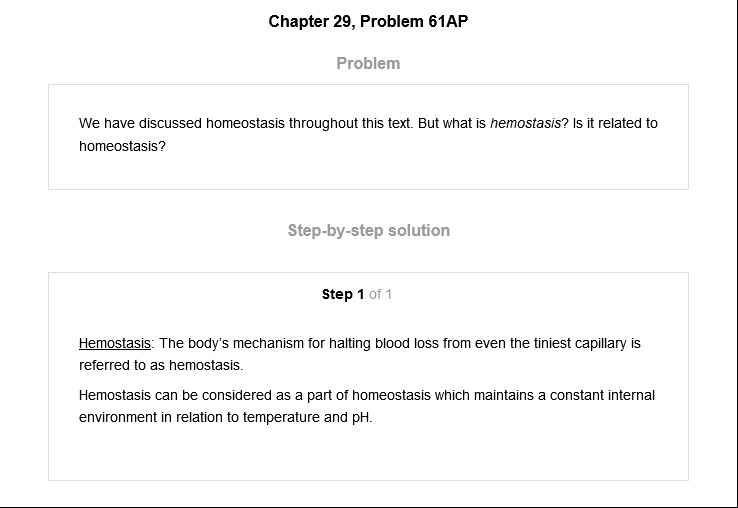 Chapter 29, Problem 61AP
Problem
We have discussed homeostasis throughout this text. But what is hemostasis? Is it related to
homeostasis?
Step-by-step solution
Step 1 of 1
Hemostasis: The body's mechanism for halting blood loss from even the tiniest capillary is
referred to as hemostasis.
Hemostasis can be considered as a part of homeostasis which maintains a constant internal
environment in relation to temperature and pH.